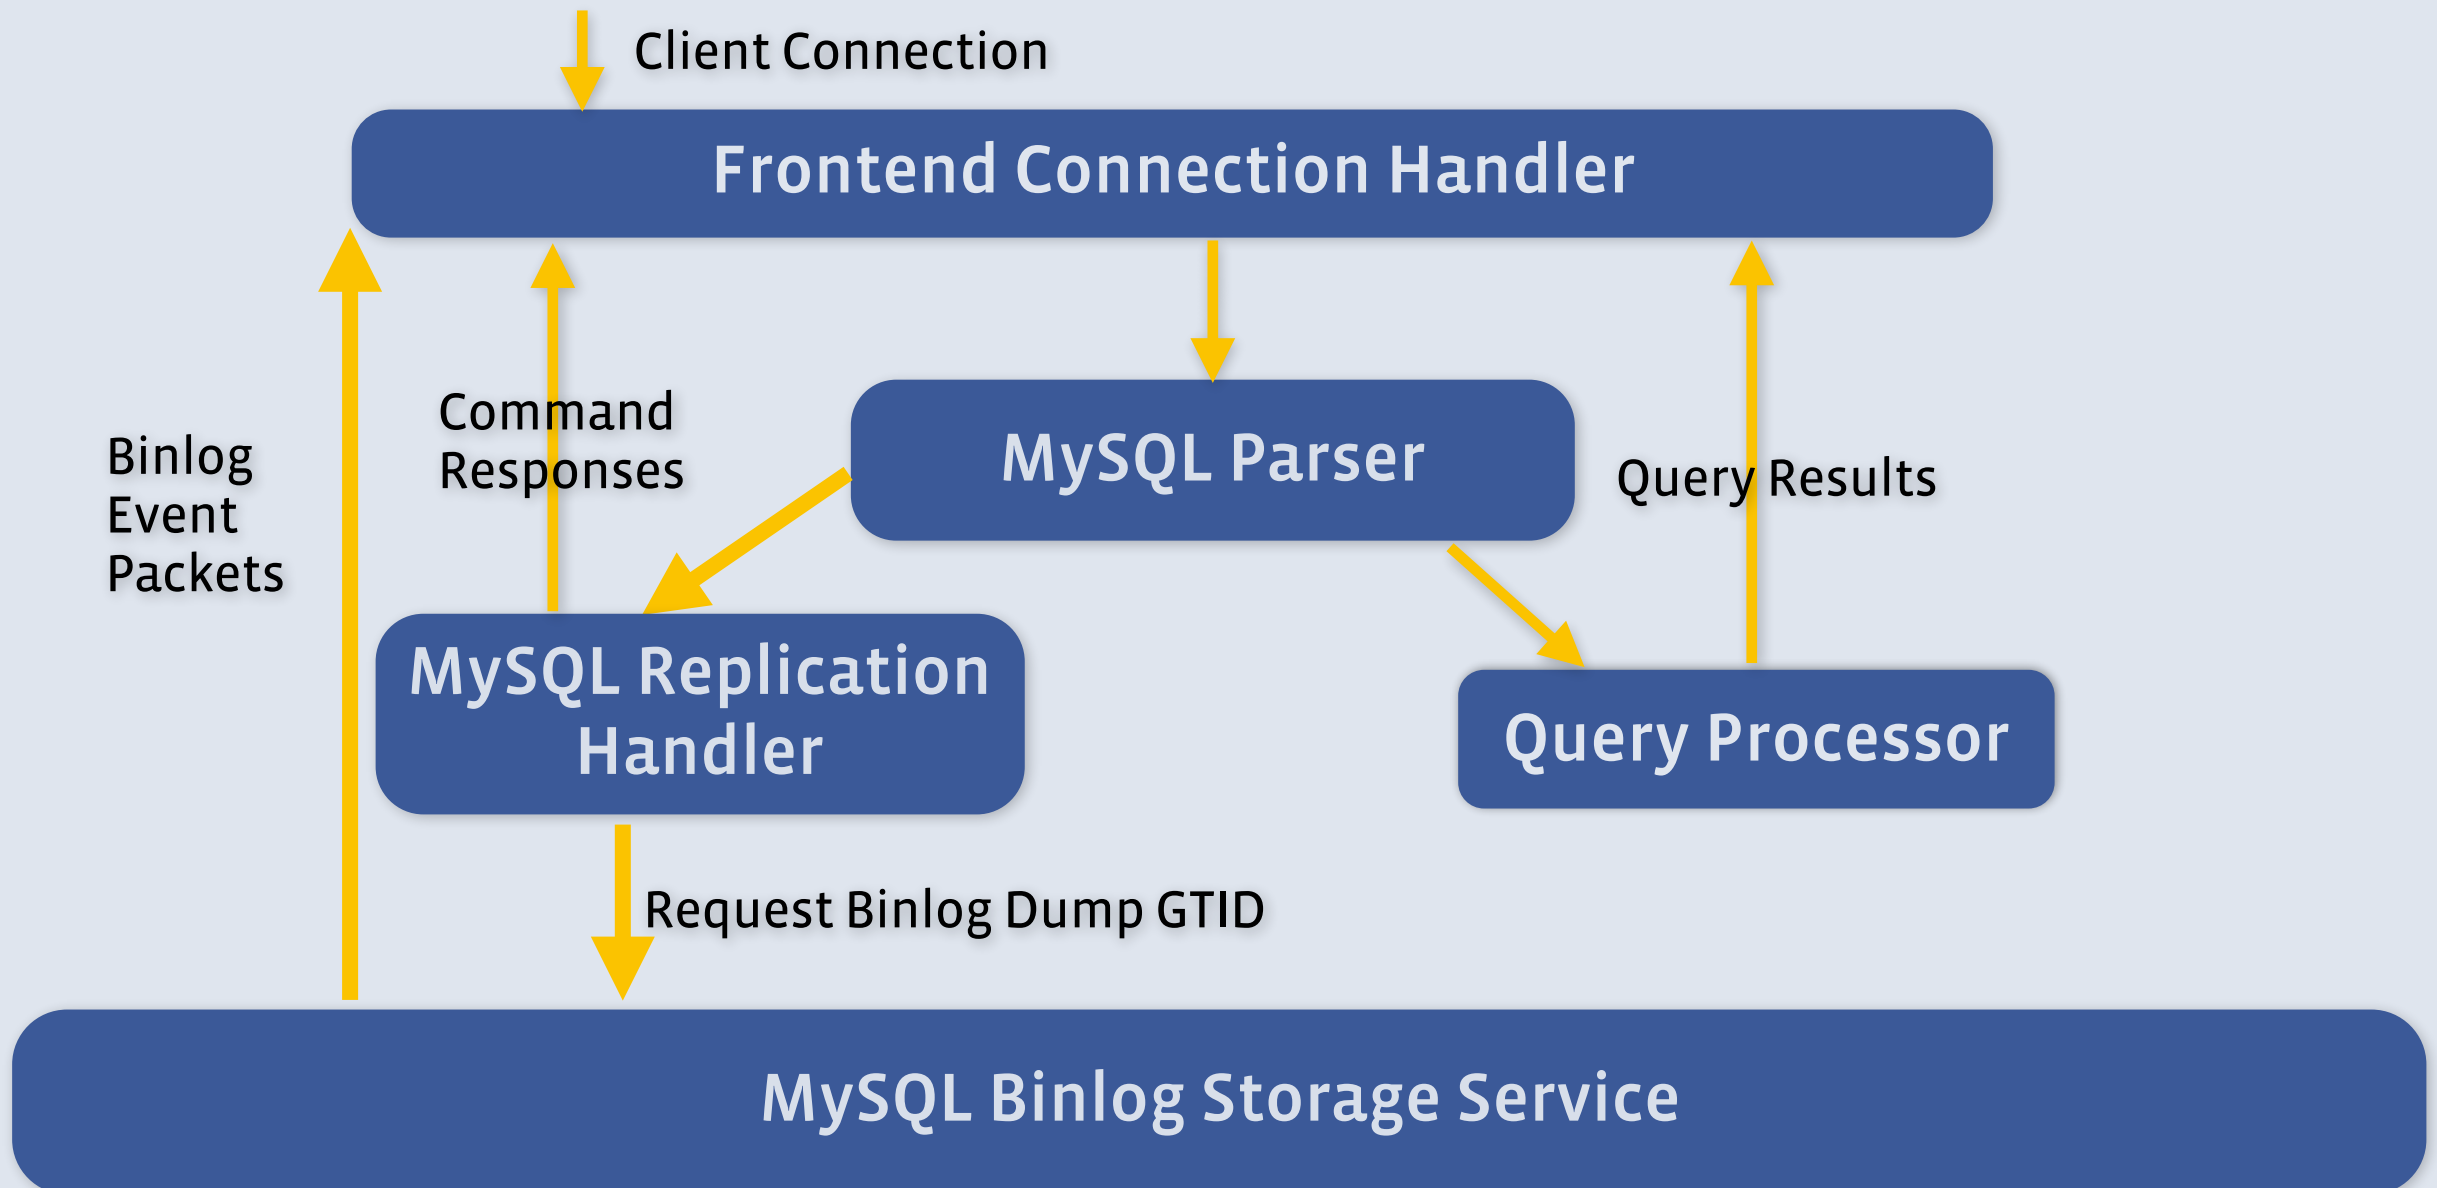 Client Connection
Frontend Connection Handler
Command
Responses
Binlog
Event
Packets
MySQL Parser
Query Results
MySQL Replication
Handler
Query Processor
Request Binlog Dump GTID
MySQL Binlog Storage Service